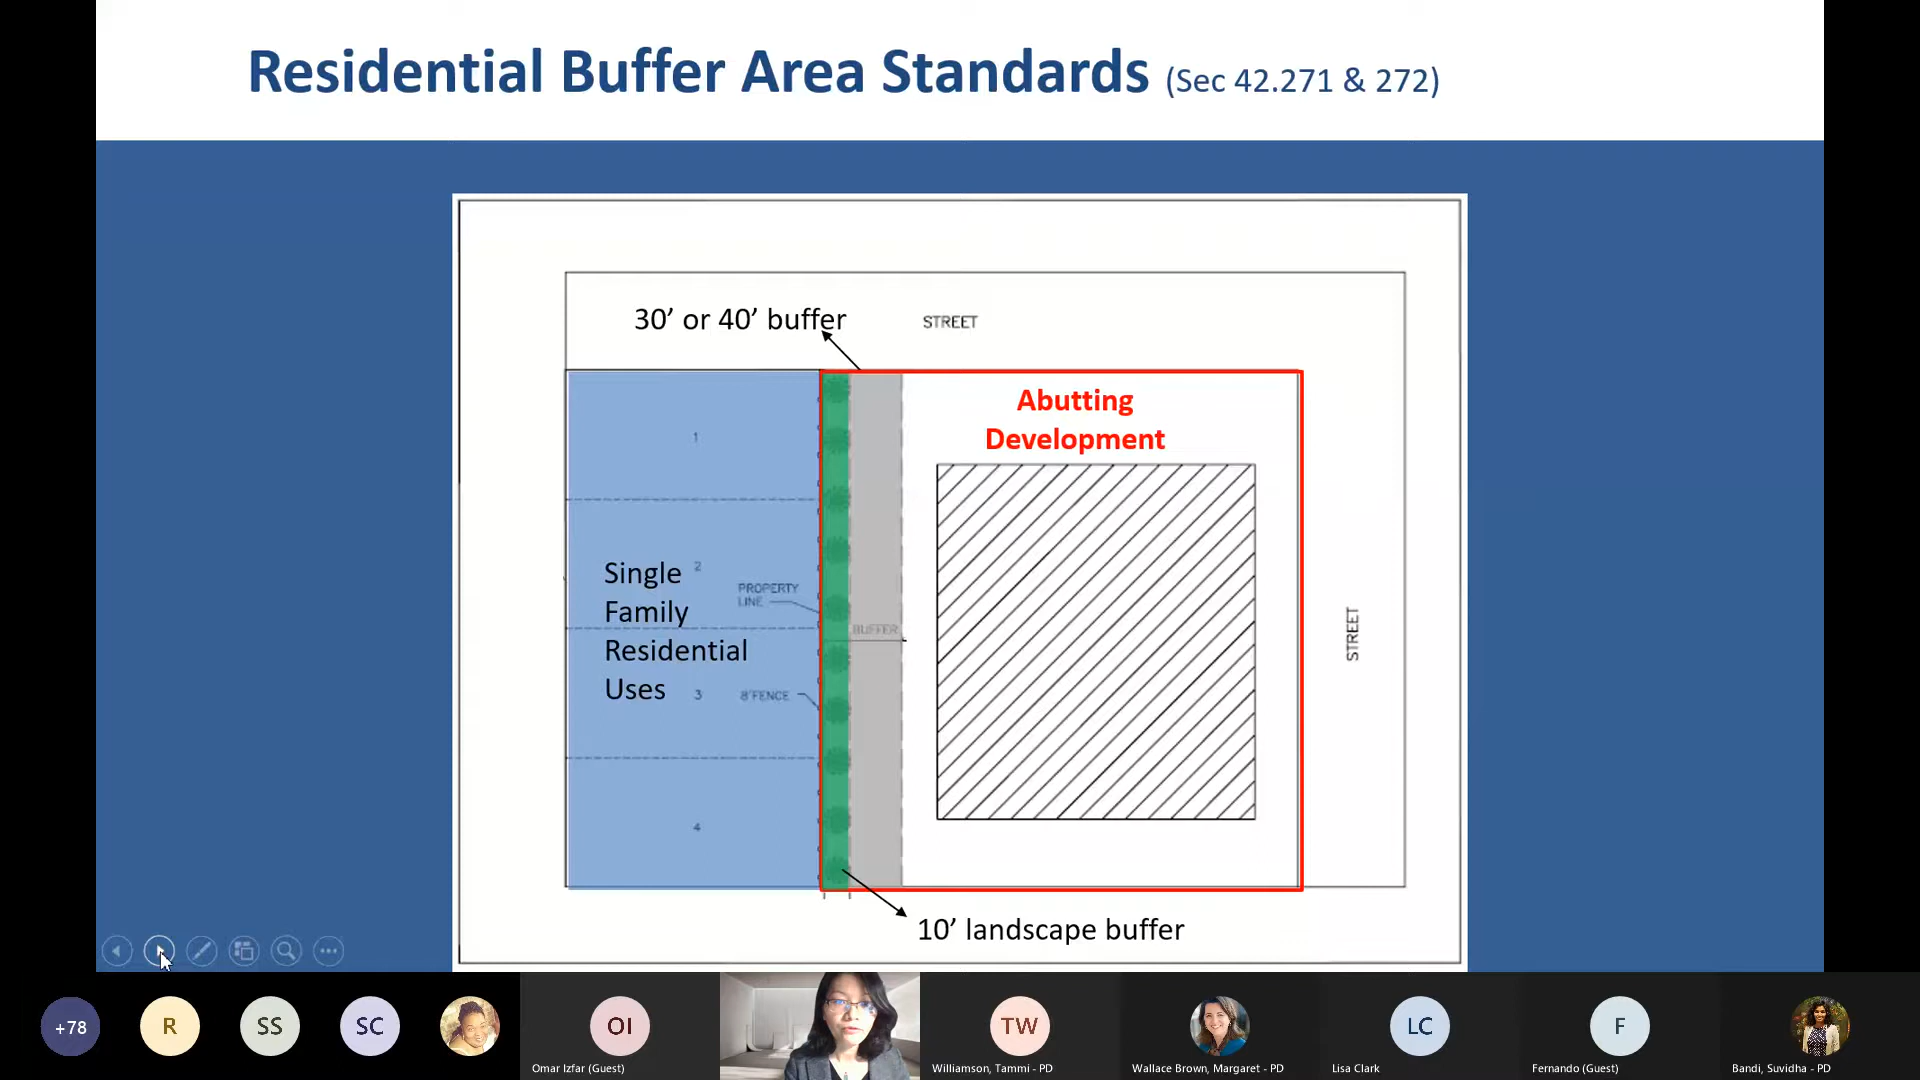 Residential Buffer Area Standards (Sec 42.271 & 272)
30’ or 40’ buffer
STREET
Abutting
Development
1
2
Single
Family
Residential
Uses
PROPERTY
LINE
BUFFER
STREET
3
8'FENCE
4
10’ landscape buffer
+78
R
SS
SC
OI
TW
LC
F
Omar Izfar (Guest)
Williamson, Tammi - PD
Wallace Brown, Margaret - PD
Lisa Clark
Fernando (Guest)
Bandi, Suvidha - PD